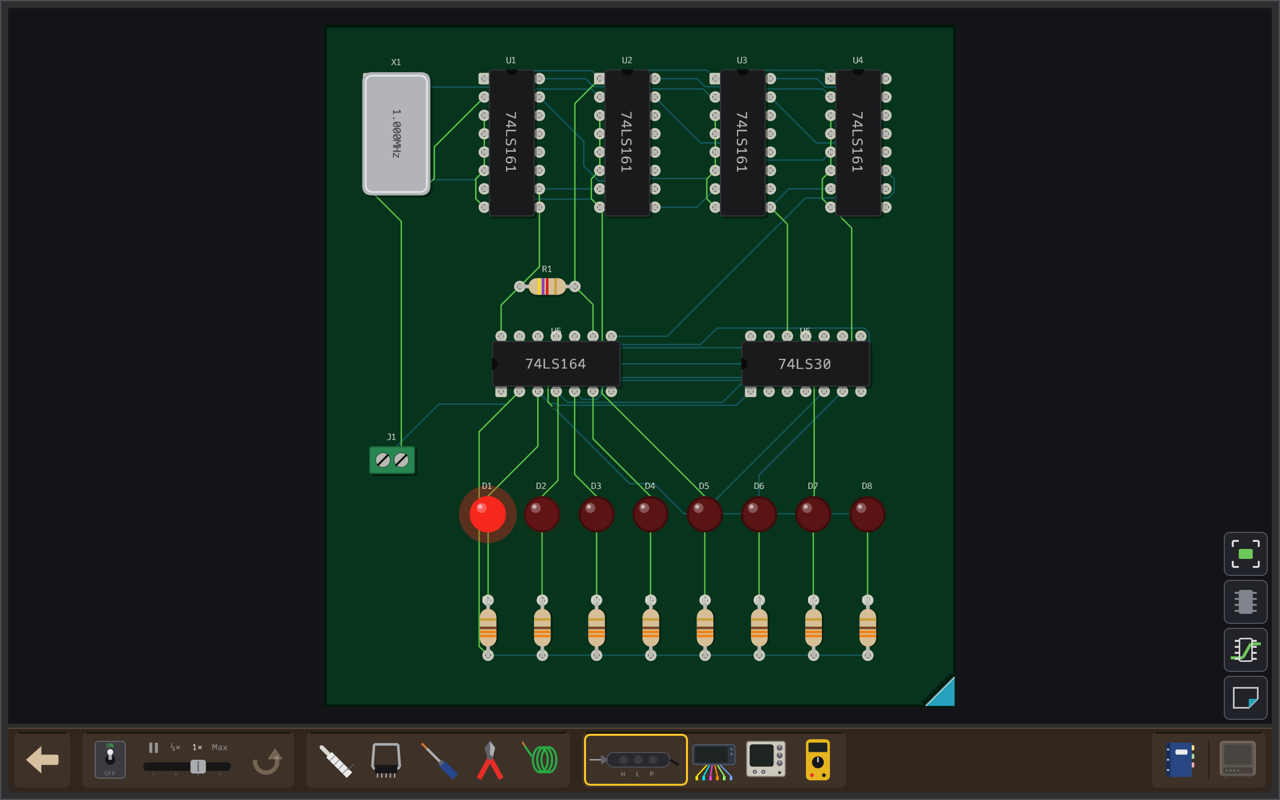 X1
U1
U2
U3
U4
1.000MHz
74LS161
74LS161
74LS161
74LS161
R1
U5
U6
74LS164
74LS30
J1
D1
D2
D3
D4
D5
D6
D7
D8
ON
OFF
¼×
1×
Max
H L P